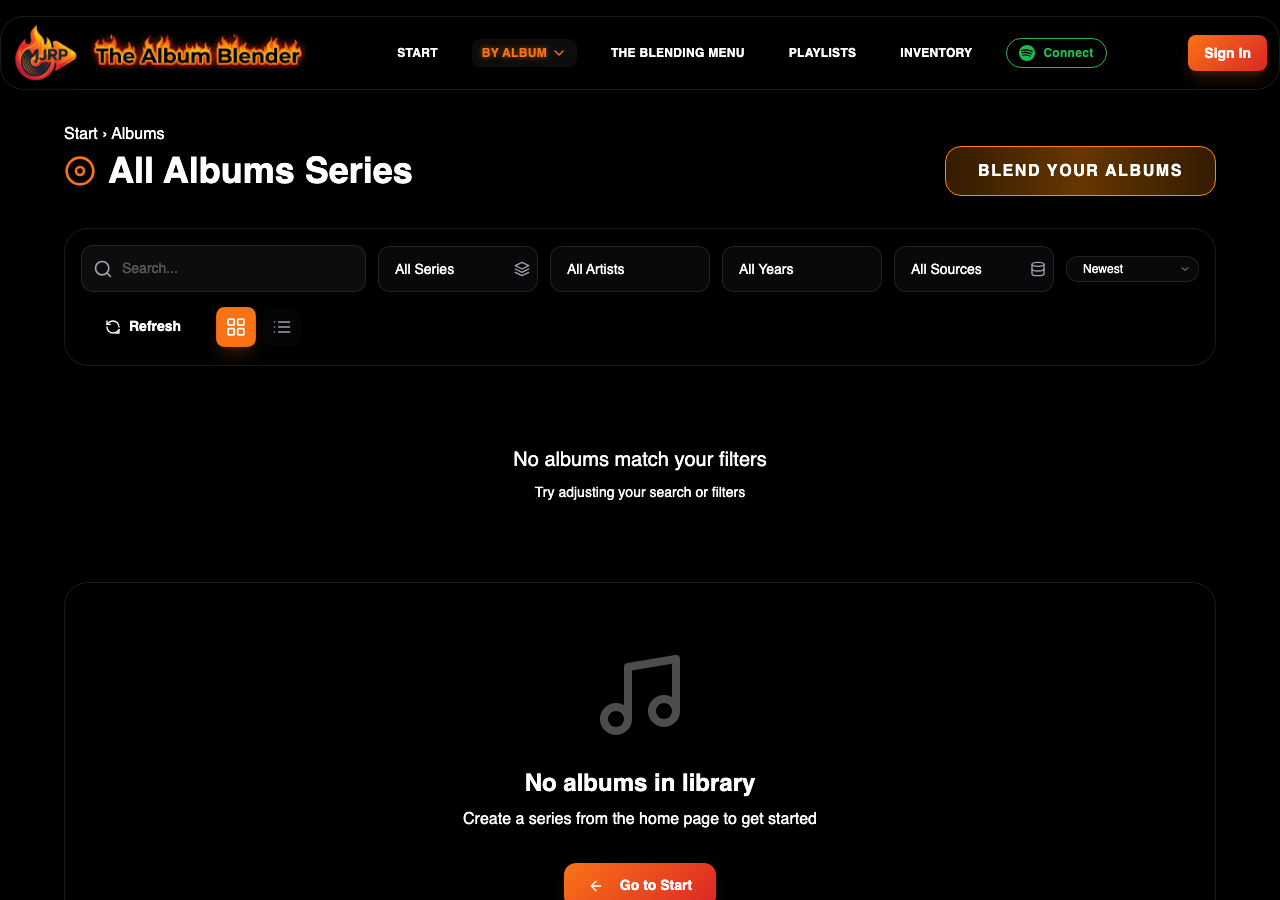 MJRP The Album Blender START BY ALBUM THE BLENDING MENU PLAYLISTS INVENTORY Connect Sign In
Start › Albums
All Albums Series BLEND YOUR ALBUMS
Search... All Series All Artists All Years All Sources Newest
Refresh
No albums match your filters
Try adjusting your search or filters
No albums in library
Create a series from the home page to get started
Go to Start